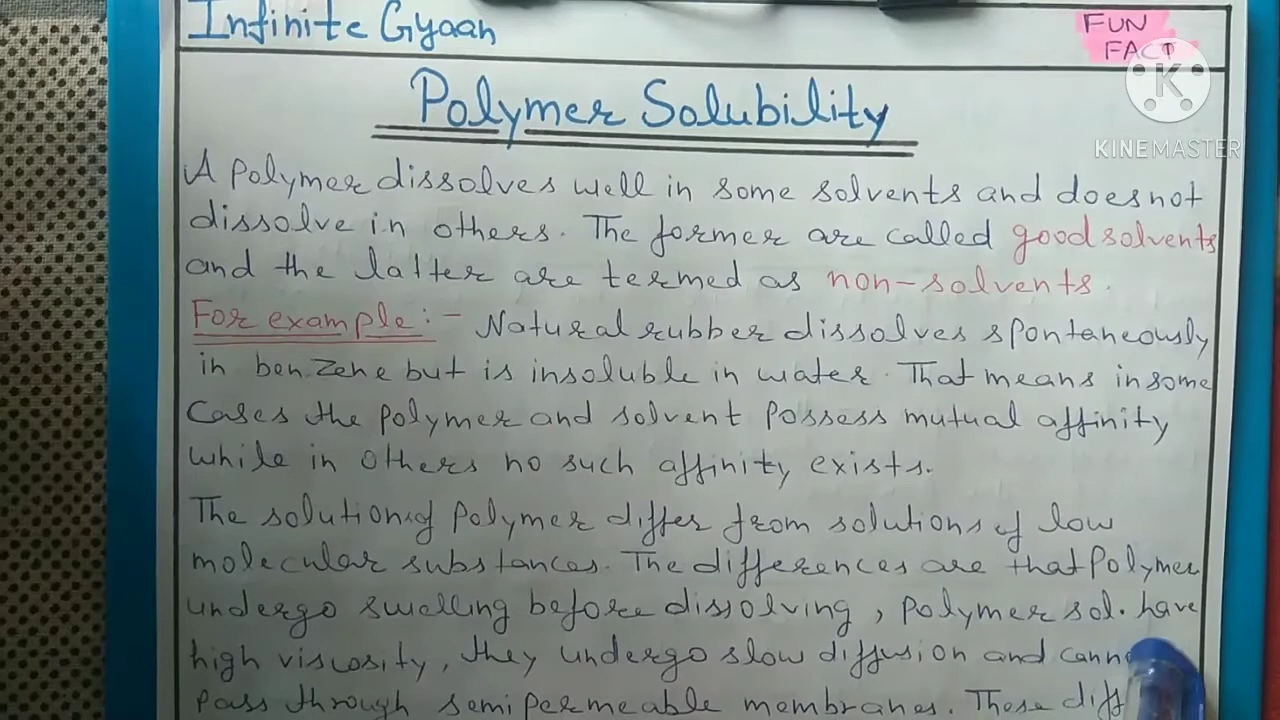 Infinite Gyaan
FUN
FACT
KINEMASTER
Polymer Solubility
A polymer dissolves well in some solvents and does not
dissolve in others. The former are called good solvents
and the latter are termed as non-solvents.
For example:- Natural rubber dissolves spontaneously
in benzene but is insoluble in water. That means in some
cases the polymer and solvent possess mutual affinity
while in others no such affinity exists.
The solutions of polymer differ from solutions of low
molecular substances. The differences are that polymer
undergo swelling before dissolving, polymer sol. have
high viscosity, they undergo slow diffusion and
pass through semipermeable membranes. These